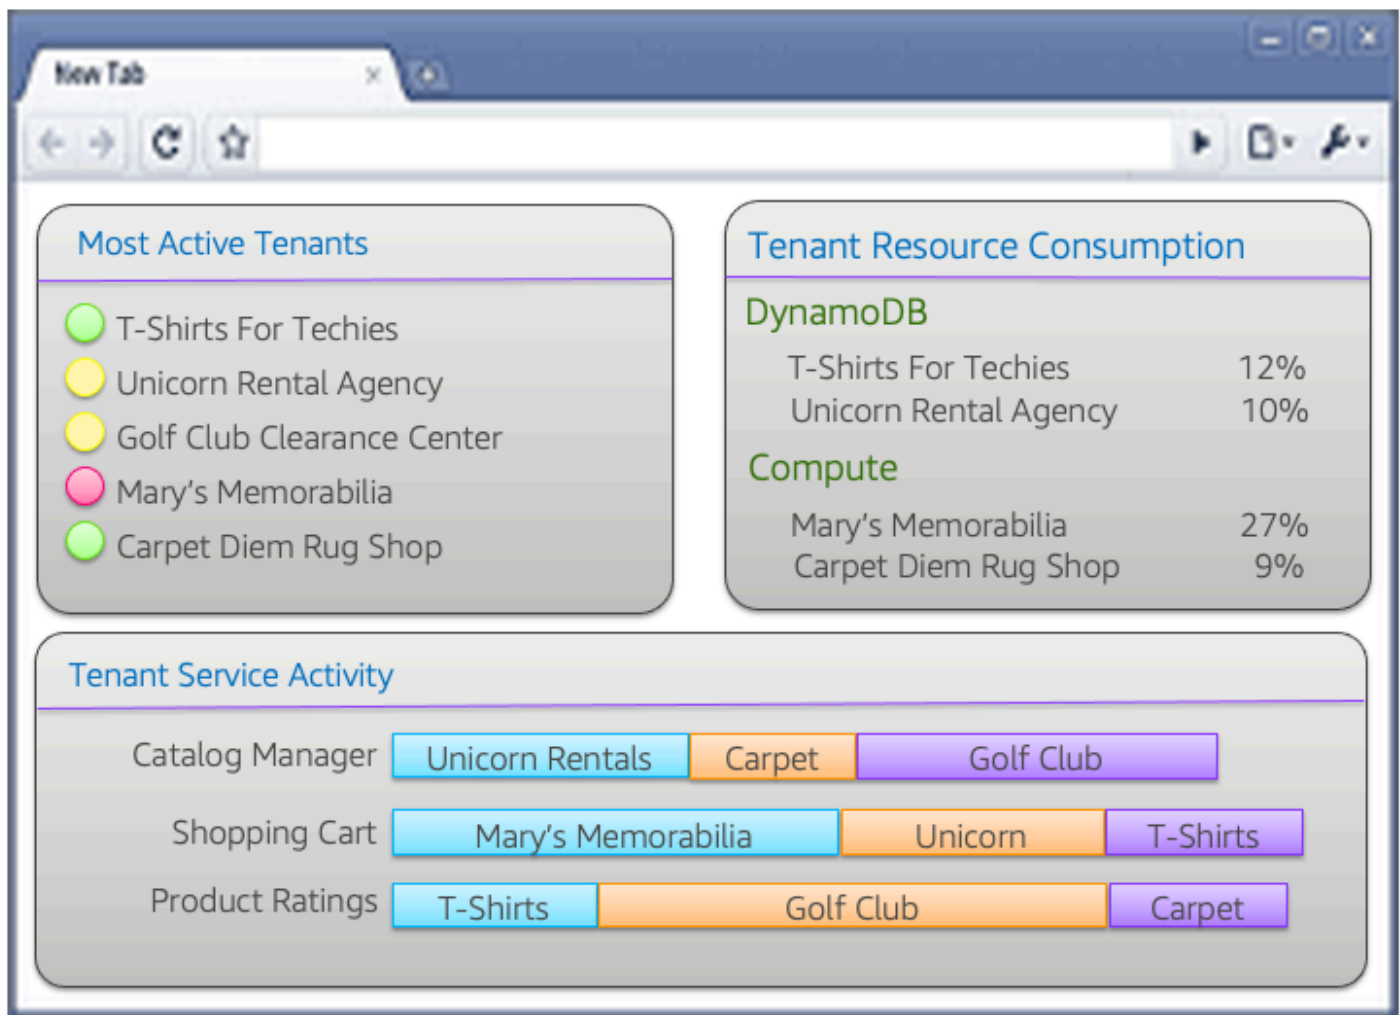 New Tab
Most Active Tenants
T-Shirts For Techies
Unicorn Rental Agency
Golf Club Clearance Center
Mary's Memorabilia
Carpet Diem Rug Shop
Tenant Resource Consumption
DynamoDB
T-Shirts For Techies 12%
Unicorn Rental Agency 10%
Compute
Mary's Memorabilia 27%
Carpet Diem Rug Shop 9%
Tenant Service Activity
Catalog Manager Unicorn Rentals Carpet Golf Club
Shopping Cart Mary's Memorabilia Unicorn T-Shirts
Product Ratings T-Shirts Golf Club Carpet